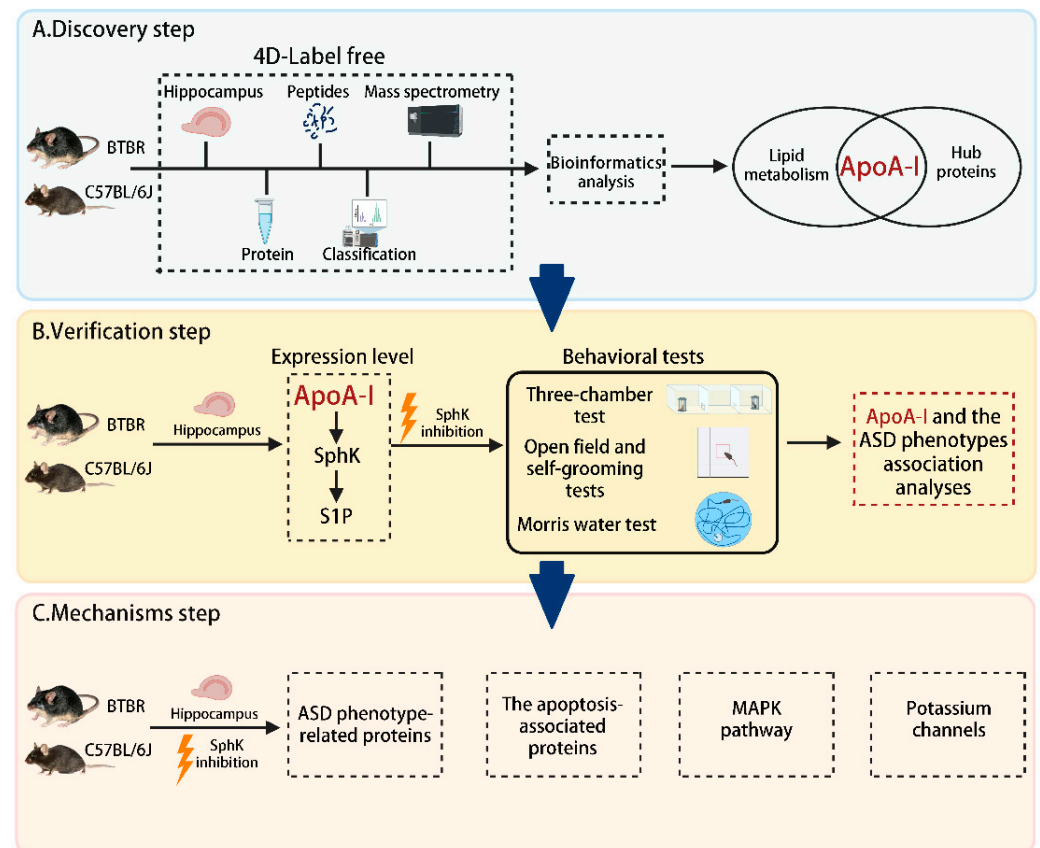 A.Discovery step
4D-Label free
Hippocampus
Peptides
Mass spectrometry
BTBR
C57BL/6J
Protein
Classification
Bioinformatics
analysis
Lipid
metabolism
ApoA-I
Hub
proteins
B.Verification step
Expression level
Behavioral tests
BTBR
C57BL/6J
Hippocampus
ApoA-I
SphK
S1P
SphK
inhibition
Three-chamber
test
Open field and
self-grooming
tests
Morris water test
ApoA-I and the
ASD phenotypes
association
analyses
C.Mechanisms step
BTBR
C57BL/6J
Hippocampus
SphK
inhibition
ASD phenotype-
related proteins
The apoptosis-
associated
proteins
MAPK
pathway
Potassium
channels